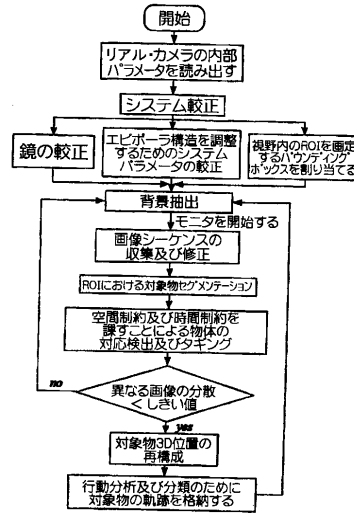 開始
リアル・カメラの内部
パラメータを読み出す
システム較正
鏡の較正
エピポーラ構造を調整
するためのシステム
パラメータの較正
視野内のROIを画定
するバウンディング
ボックスを割り当てる
背景抽出
モニタを開始する
画像シーケンスの
収集及び修正
ROIにおける対象物セグメンテーション
空間制約及び時間制約を
課すことによる物体の
対応検出及びタギング
no
異なる画像の分散
＜しきい値
yes
対象物3D位置の
再構成
行動分析及び分類のために
対象物の軌跡を格納する